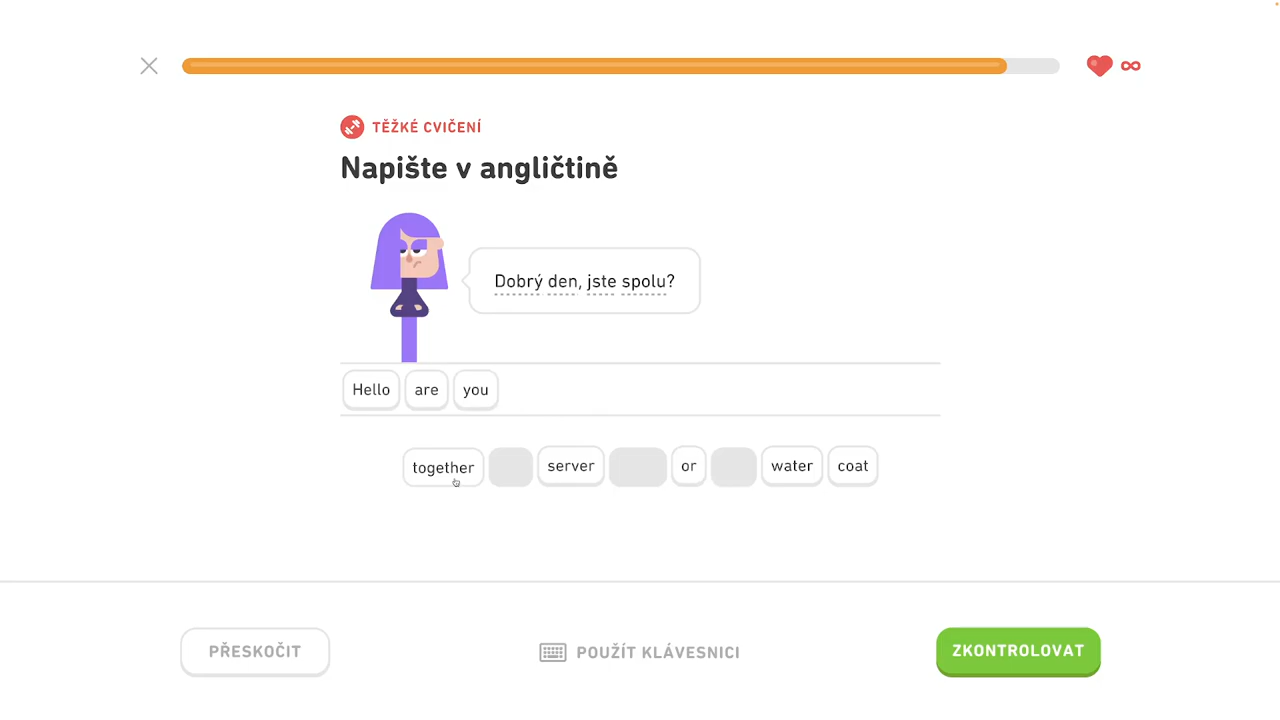 TĚŽKÉ CVIČENÍ
Napište v angličtině
Dobrý den, jste spolu?
Hello are you
together server or water coat
PŘESKOČIT POUŽÍT KLÁVESNICI ZKONTROLOVAT